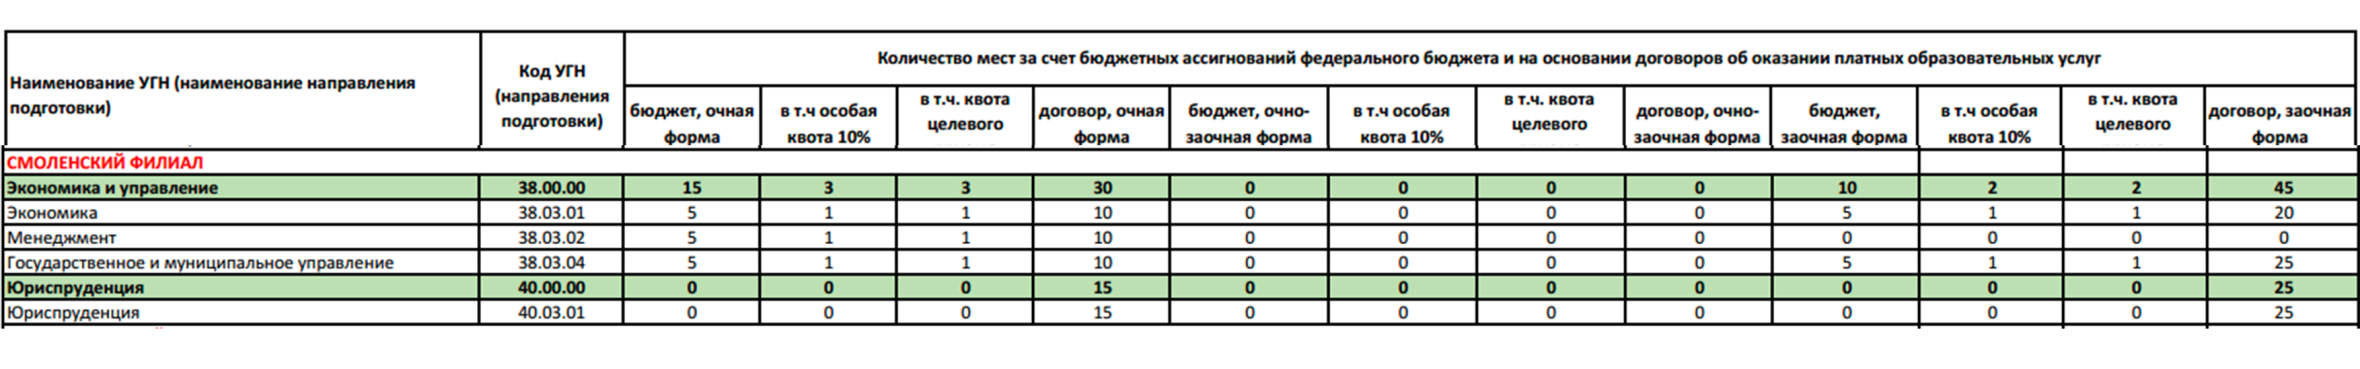 Наименование УГН (наименование направления подготовки)
Код УГН (направления подготовки)
Количество мест за счет бюджетных ассигнований федерального бюджета и на основании договоров об оказании платных образовательных услуг
бюджет, очная форма
в т.ч особая квота 10%
в т.ч. квота целевого
договор, очная форма
бюджет, очно-заочная форма
в т.ч особая квота 10%
в т.ч. квота целевого
договор, очно-заочная форма
бюджет, заочная форма
в т.ч особая квота 10%
в т.ч. квота целевого
договор, заочная форма
СМОЛЕНСКИЙ ФИЛИАЛ
Экономика и управление 38.00.00 15 3 3 30 0 0 0 0 10 2 2 45
Экономика 38.03.01 5 1 1 10 0 0 0 0 5 1 1 20
Менеджмент 38.03.02 5 1 1 10 0 0 0 0 0 0 0 0
Государственное и муниципальное управление 38.03.04 5 1 1 10 0 0 0 0 5 1 1 25
Юриспруденция 40.00.00 0 0 0 15 0 0 0 0 0 0 0 25
Юриспруденция 40.03.01 0 0 0 15 0 0 0 0 0 0 0 25